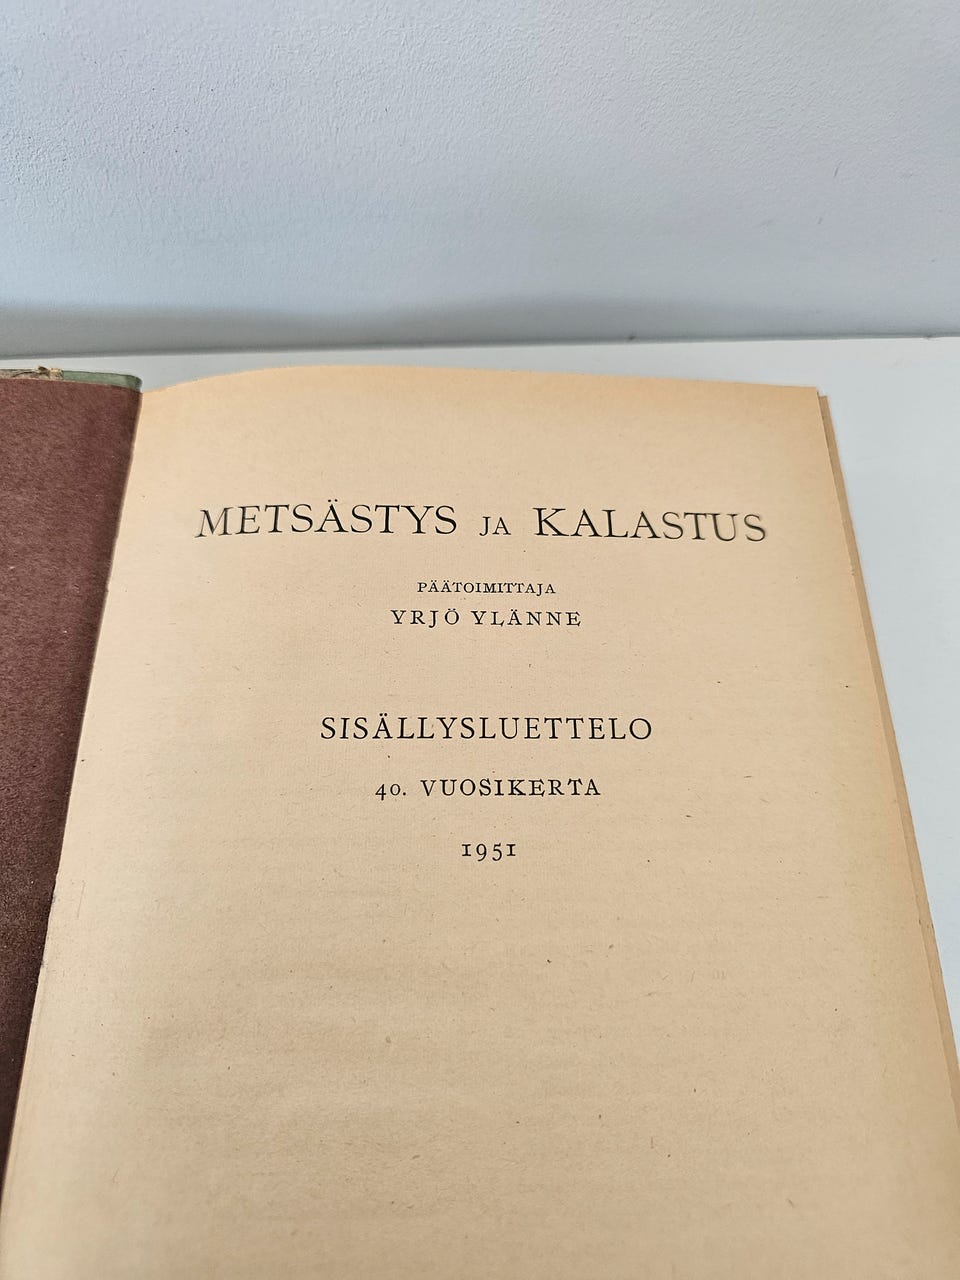 METSÄSTYS JA KALASTUS
PÄÄTOIMITTAJA
YRJÖ YLÄNNE
SISÄLLYSLUETTELO
40. VUOSIKERTA
1951